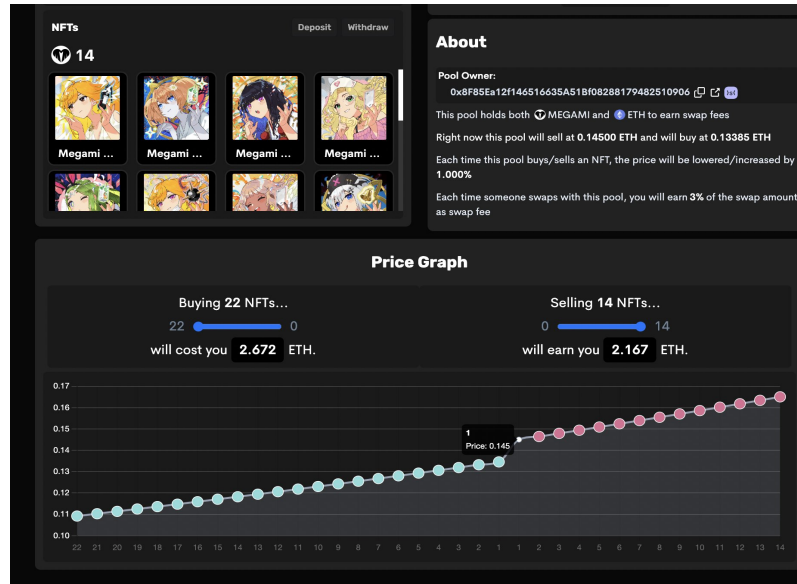 NFTs
Deposit Withdraw
14
Megami ... Megami ... Megami ... Megami ...
About
Pool Owner:
0x8F85Ea12f146516635A51Bf08288179482510906
This pool holds both MEGAMI and ETH to earn swap fees
Right now this pool will sell at 0.14500 ETH and will buy at 0.13385 ETH
Each time this pool buys/sells an NFT, the price will be lowered/increased by
1.000%
Each time someone swaps with this pool, you will earn 3% of the swap amount
as swap fee
Price Graph
Buying 22 NFTs...
22 0
will cost you 2.672 ETH.
Selling 14 NFTs...
0 14
will earn you 2.167 ETH.
0.17
0.16
0.15
0.14
0.13
0.12
0.11
0.10
1
Price: 0.145
22 21 20 19 18 17 16 15 14 13 12 11 10 9 8 7 6 5 4 3 2 1 1 2 3 4 5 6 7 8 9 10 11 12 13 14